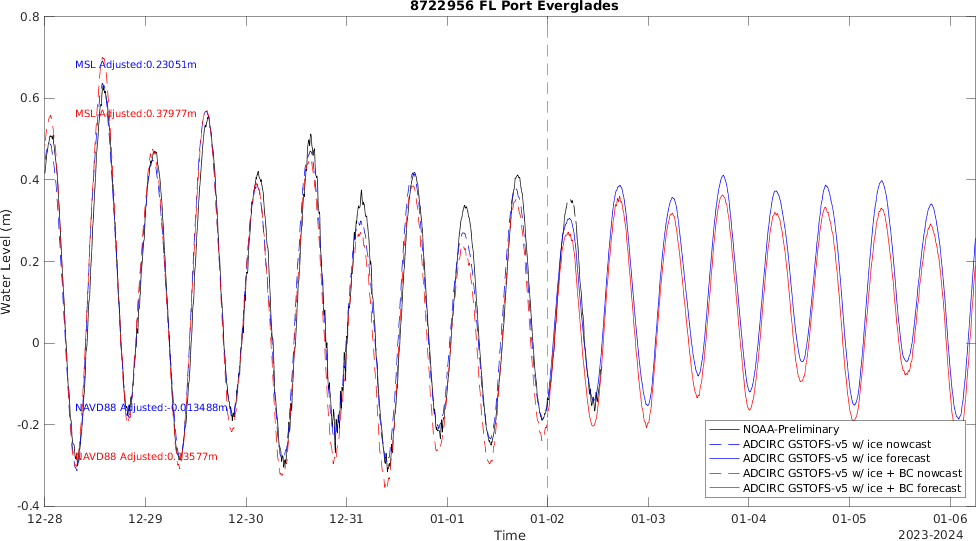 8722956 FL Port Everglades
0.8
0.6
0.4
0.2
0
-0.2
-0.4
Water Level (m)
MSL Adjusted:0.23051m
MSL Adjusted:0.37977m
NAVD88 Adjusted:-0.013488m
NAVD88 Adjusted:0.13577m
NOAA-Preliminary
ADCIRC GSTOFS-v5 w/ ice nowcast
ADCIRC GSTOFS-v5 w/ ice forecast
ADCIRC GSTOFS-v5 w/ ice + BC nowcast
ADCIRC GSTOFS-v5 w/ ice + BC forecast
12-28 12-29 12-30 12-31 01-01 01-02 01-03 01-04 01-05 01-06
Time
2023-2024